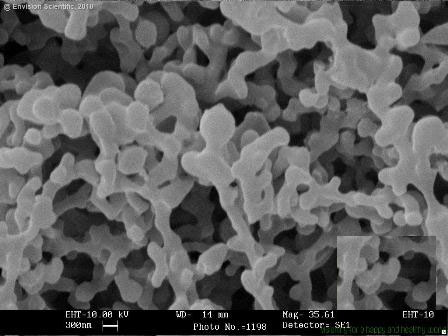 © Envision Scientific, 2010
EHT-10.00 kV WD- 14 mm Mag- 35.61 EHT-10
300nm Photo No.-1198 Detector= SE1